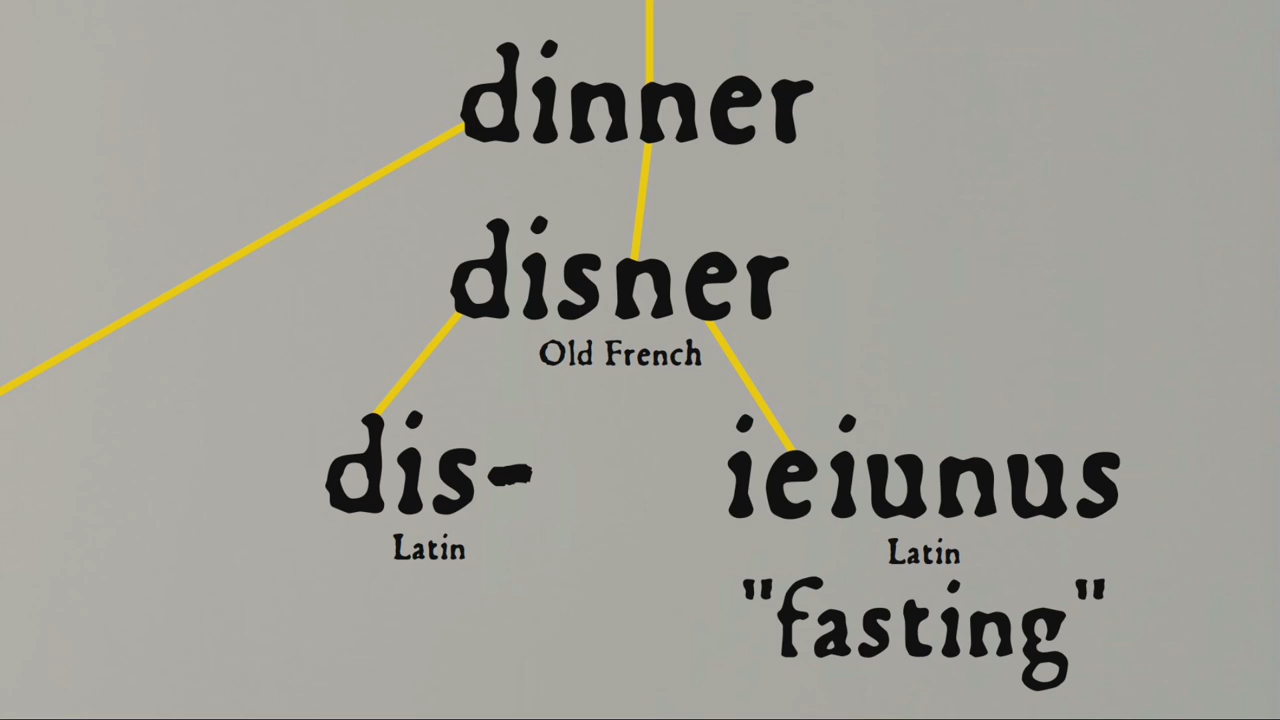 dinner
disner
Old French
dis-
ieiunus
Latin
Latin
"fasting"